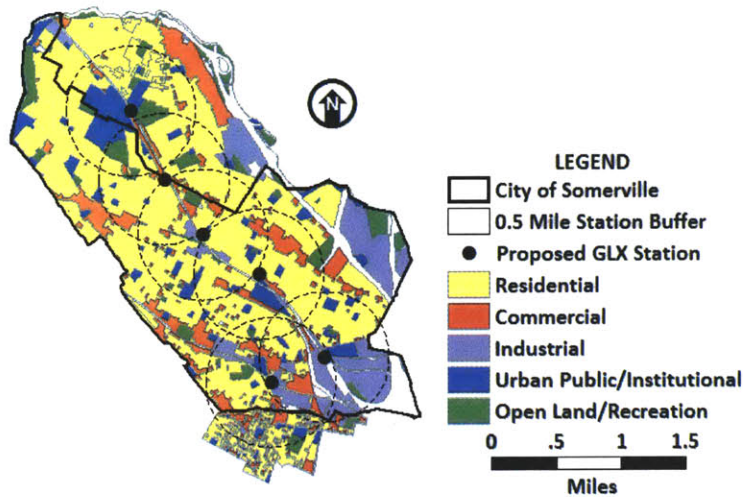 N
LEGEND
City of Somerville
0.5 Mile Station Buffer
Proposed GLX Station
Residential
Commercial
Industrial
Urban Public/Institutional
Open Land/Recreation
0 .5 1 1.5
Miles